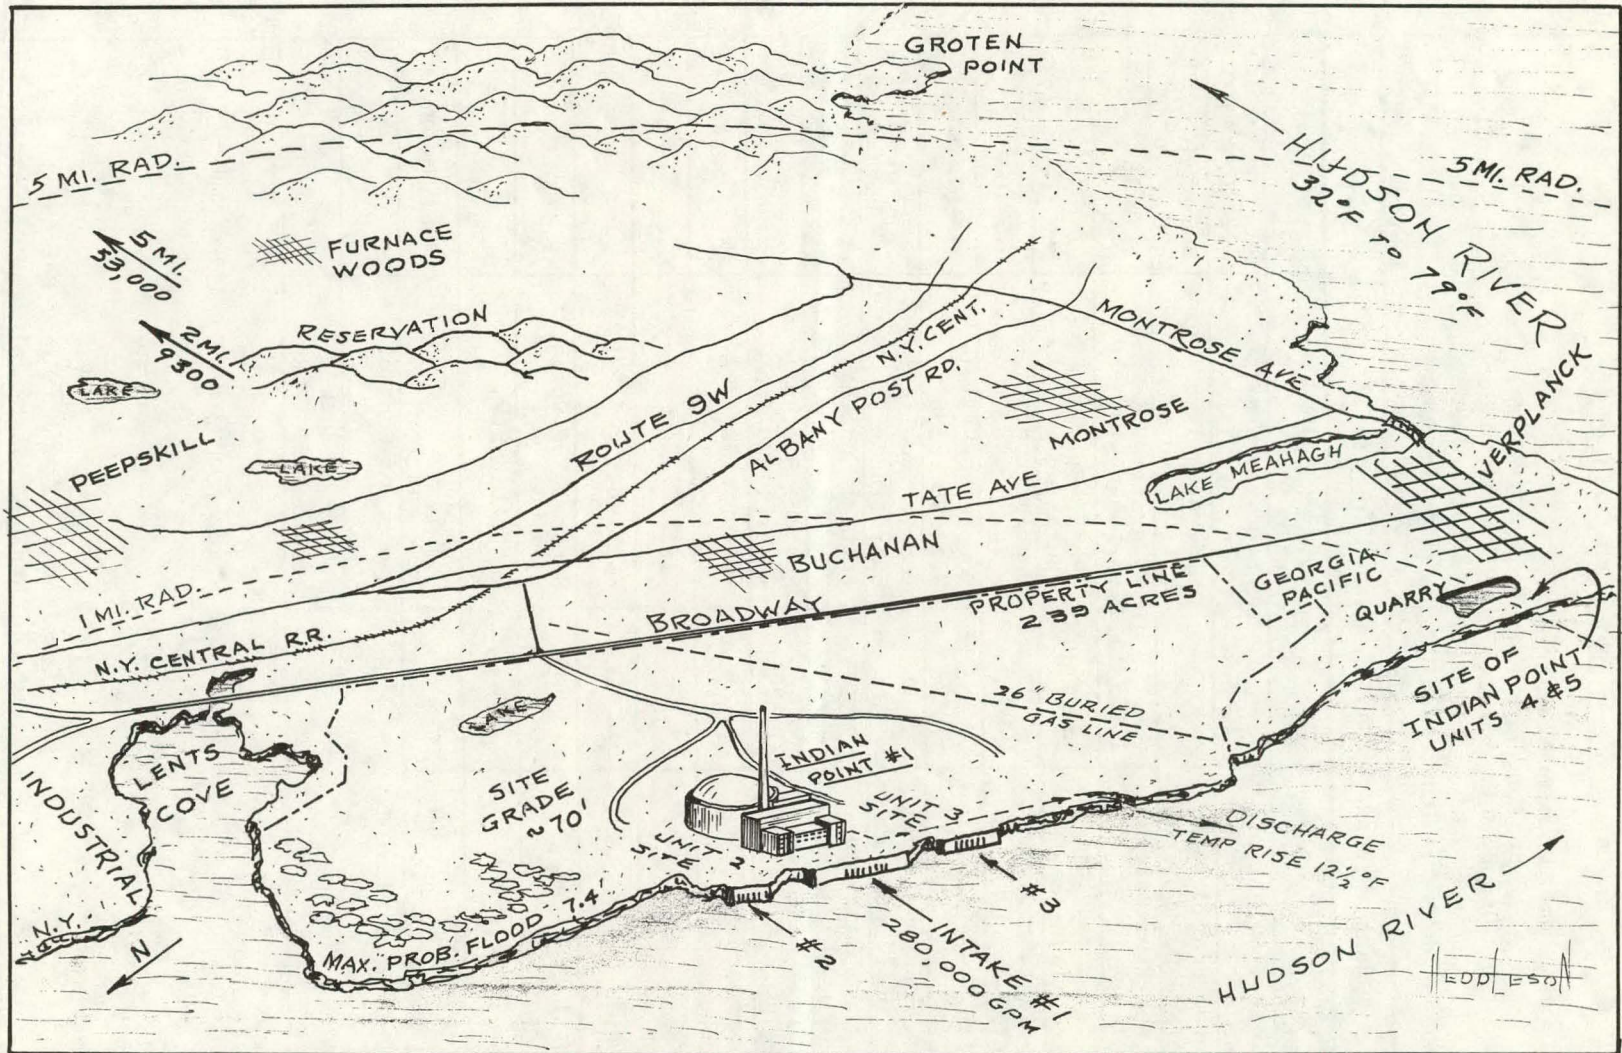 GROTEN
POINT
HUDSON RIVER
32°F TO 79°F
5 MI. RAD.
5 MI. RAD.
5 MI.
33,000
FURNACE
WOODS
2 MI.
9300
RESERVATION
LAKE
PEEPSKILL
LAKE
ROUTE 9W
N.Y. CENT.
ALBANY POST RD.
MONTROSE AVE
MONTROSE
VERPLANCK
LAKE MEAHAGH
TATE AVE
BUCHANAN
1 MI. RAD.
BROADWAY
PROPERTY LINE
239 ACRES
GEORGIA
PACIFIC
QUARRY
N.Y. CENTRAL R.R.
SITE OF
INDIAN POINT
UNITS 4 & 5
26" BURIED
GAS LINE
LAKE
LENTS
COVE
INDUSTRIAL
SITE
GRADE
~70'
INDIAN
POINT #1
UNIT 3
SITE
UNIT 2
SITE
DISCHARGE
TEMP RISE 12½°F
N.Y.
N
MAX. PROB. FLOOD 7.4'
#2
INTAKE #1
280,000 GPM
#3
HUDSON RIVER
HEDDLESON